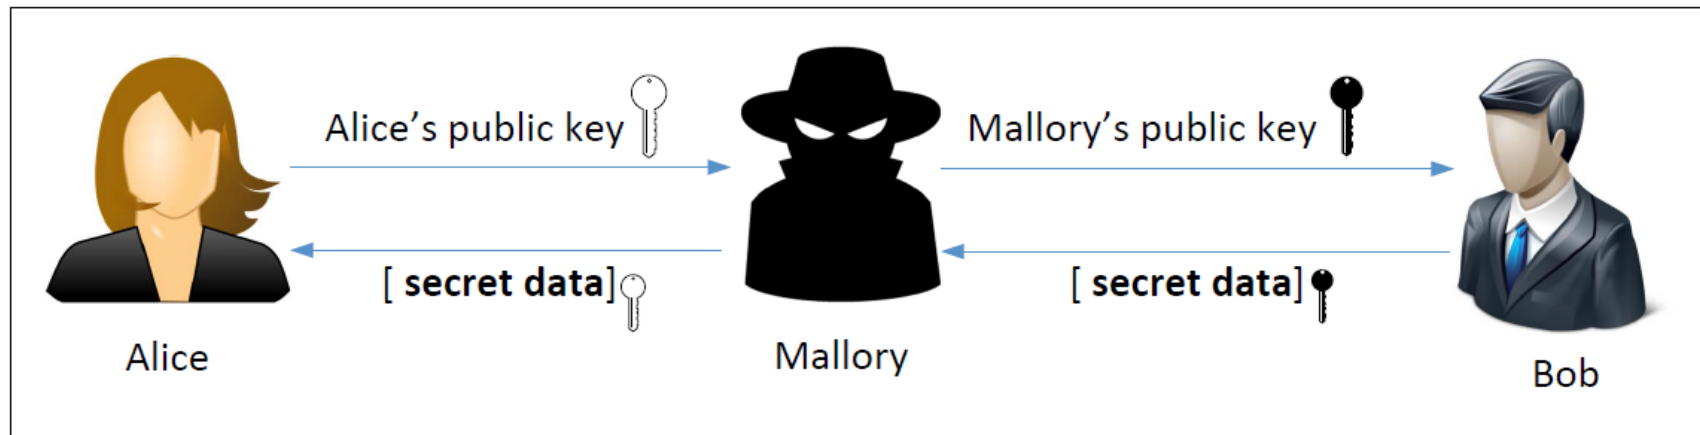 Alice’s public key
Mallory’s public key
[ secret data]
[ secret data]
Alice
Mallory
Bob